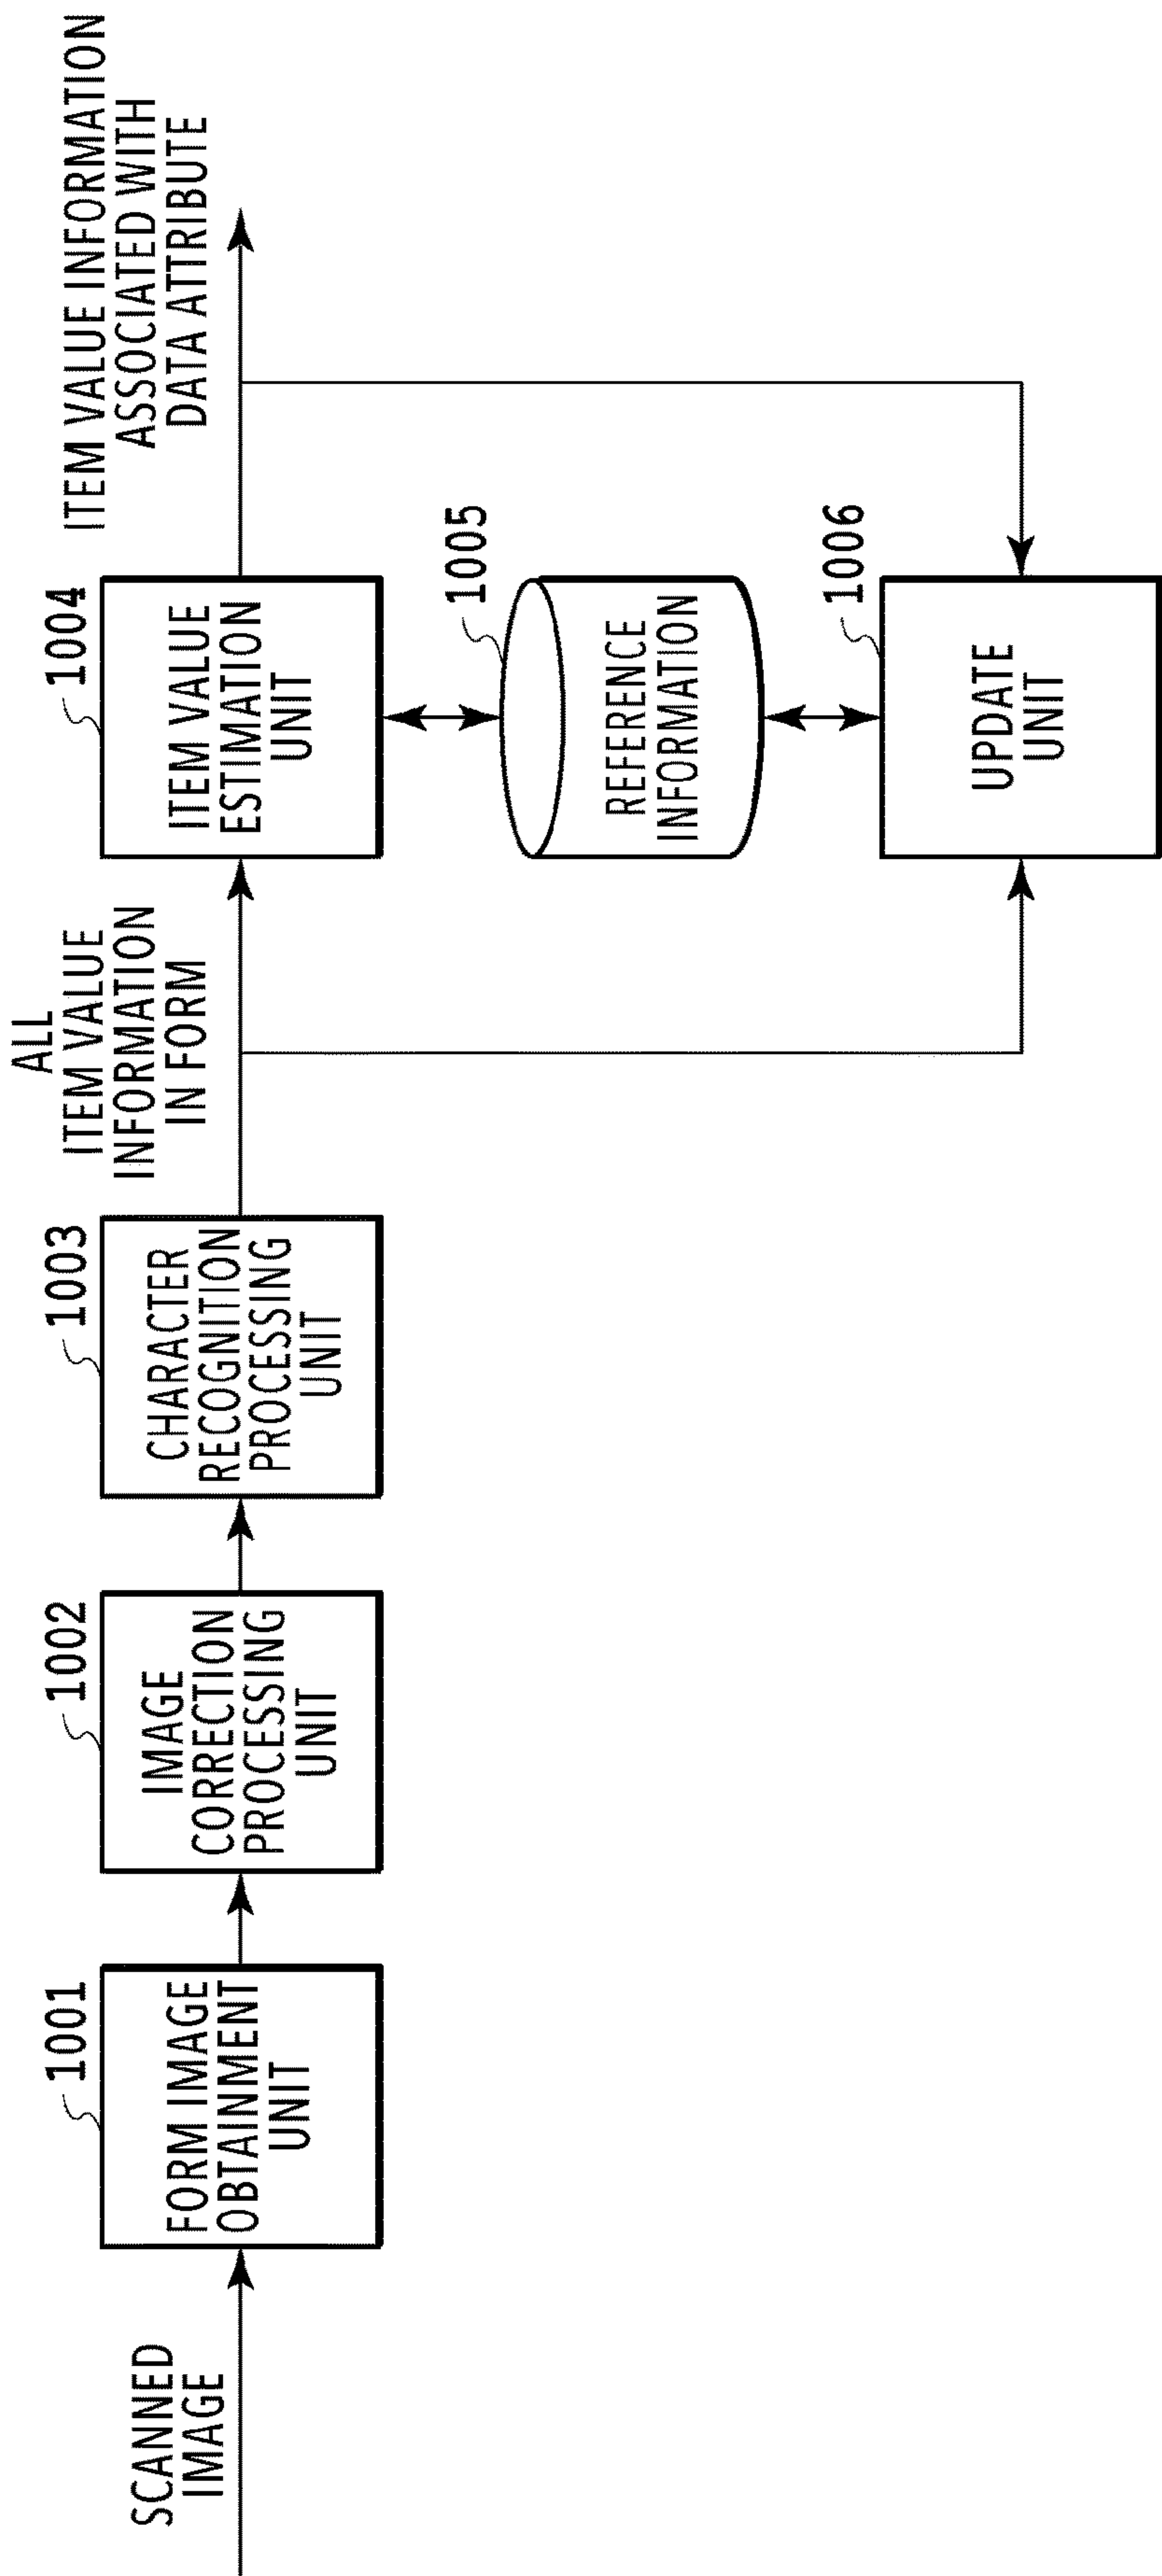 SCANNED
IMAGE
1001
FORM IMAGE
OBTAINMENT
UNIT
1002
IMAGE
CORRECTION
PROCESSING
UNIT
1003
CHARACTER
RECOGNITION
PROCESSING
UNIT
ALL
ITEM VALUE
INFORMATION
IN FORM
1004
ITEM VALUE
ESTIMATION
UNIT
ITEM VALUE INFORMATION
ASSOCIATED WITH
DATA ATTRIBUTE
1005
REFERENCE
INFORMATION
1006
UPDATE
UNIT